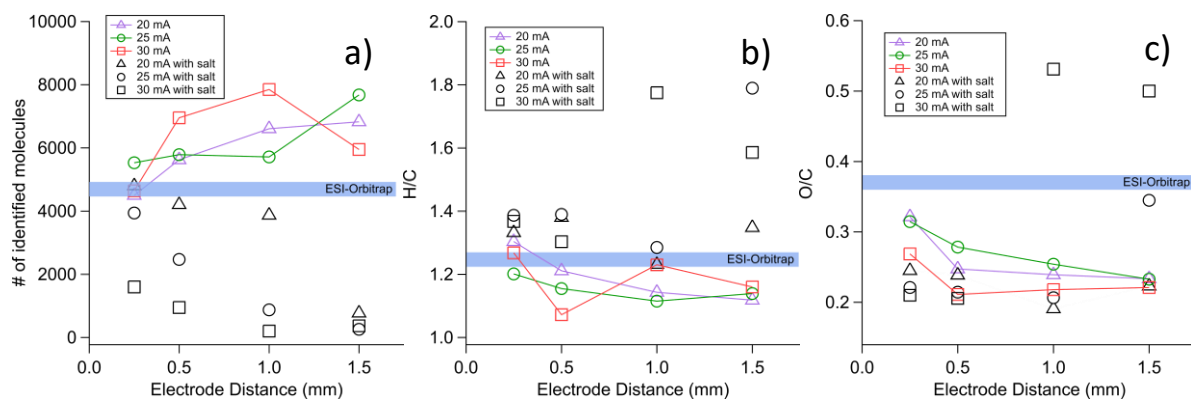 a)
# of identified molecules
10000
8000
6000
4000
2000
0
20 mA
25 mA
30 mA
20 mA with salt
25 mA with salt
30 mA with salt
ESI-Orbitrap
0.0 0.5 1.0 1.5
Electrode Distance (mm)
b)
H/C
2.0
1.8
1.6
1.4
1.2
1.0
20 mA
25 mA
30 mA
20 mA with salt
25 mA with salt
30 mA with salt
ESI-Orbitrap
0.0 0.5 1.0 1.5
Electrode Distance (mm)
c)
O/C
0.6
0.5
0.4
0.3
0.2
20 mA
25 mA
30 mA
20 mA with salt
25 mA with salt
30 mA with salt
ESI-Orbitrap
0.0 0.5 1.0 1.5
Electrode Distance (mm)